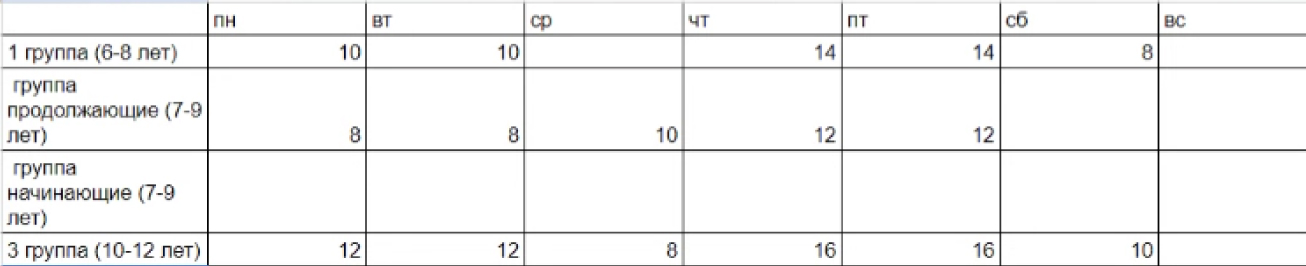 пн вт ср чт пт сб вс
1 группа (6-8 лет) 10 10 14 14 8
группа
продолжающие (7-9
лет) 8 8 10 12 12
группа
начинающие (7-9
лет)
3 группа (10-12 лет) 12 12 8 16 16 10